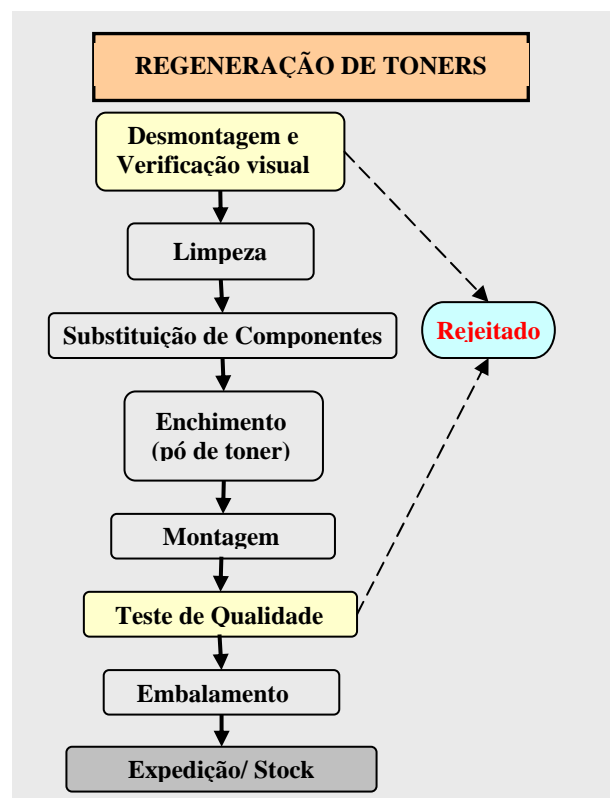 REGENERAÇÃO DE TONERS
Desmontagem e
Verificação visual
Limpeza
Substituição de Componentes
Rejeitado
Enchimento
(pó de toner)
Montagem
Teste de Qualidade
Embalamento
Expedição/ Stock